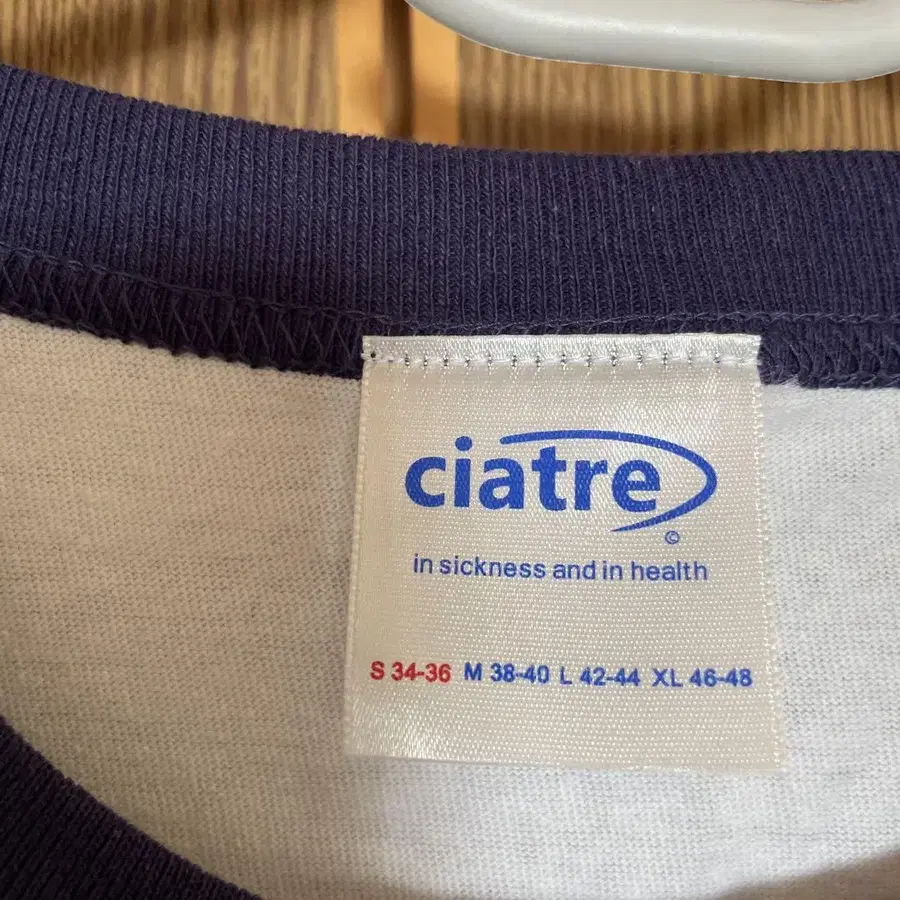 ciatre
©
in sickness and in health
S 34-36 M 38-40 L 42-44 XL 46-48